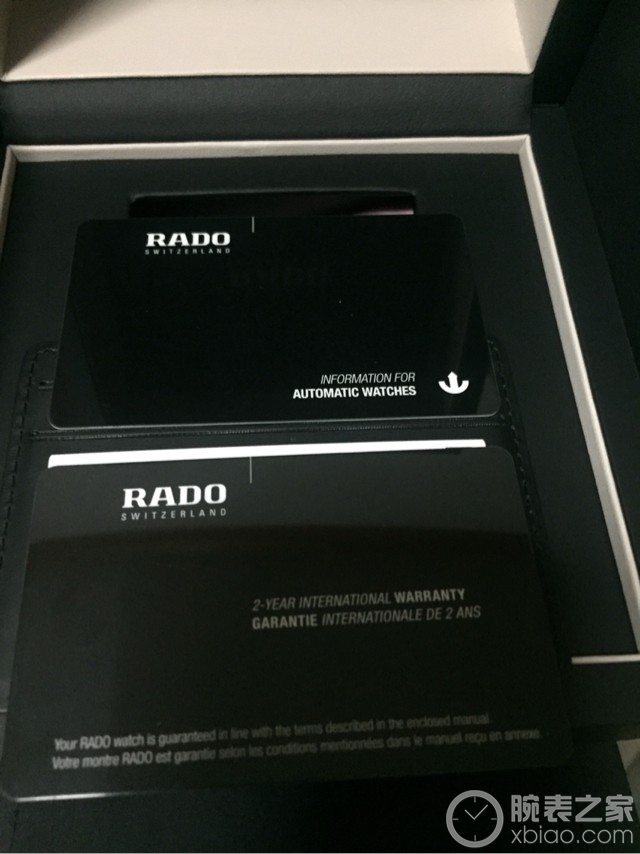 RADO
SWITZERLAND
INFORMATION FOR
AUTOMATIC WATCHES
RADO
SWITZERLAND
2-YEAR INTERNATIONAL WARRANTY
GARANTIE INTERNATIONALE DE 2 ANS
Your RADO watch is guaranteed in line with the terms described in the enclosed manual.
Votre montre RADO est garantie selon les conditions mentionnées dans le manuel reçu en annexe.
腕表之家
xbiao.com